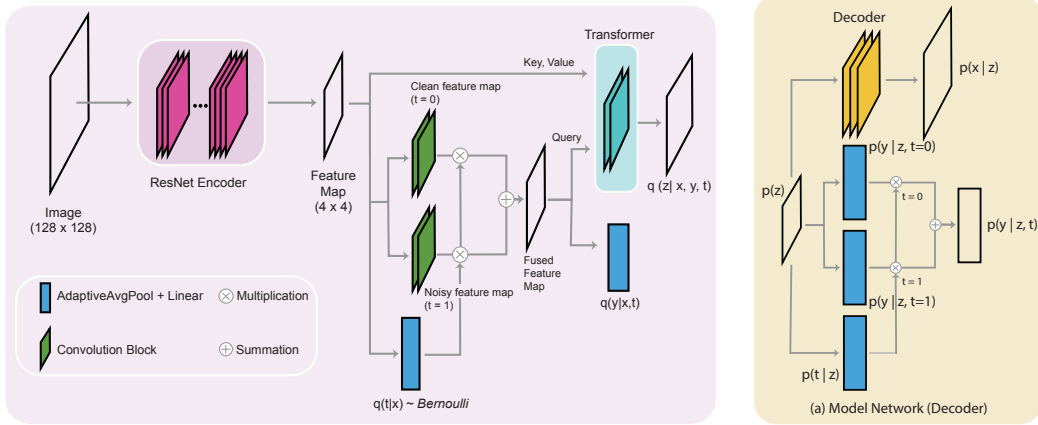 Image
(128 x 128)
ResNet Encoder
Feature
Map
(4 x 4)
Key, Value
Clean feature map
(t = 0)
Noisy feature map
(t = 1)
q(t|x) ~ Bernoulli
Fused
Feature
Map
Query
Transformer
q (z| x, y, t)
q(y|x,t)
AdaptiveAvgPool + Linear
Multiplication
Convolution Block
Summation
Decoder
p(x | z)
p(y | z, t=0)
p(z)
t = 0
p(y | z, t)
t = 1
p(y | z, t=1)
p(t | z)
(a) Model Network (Decoder)